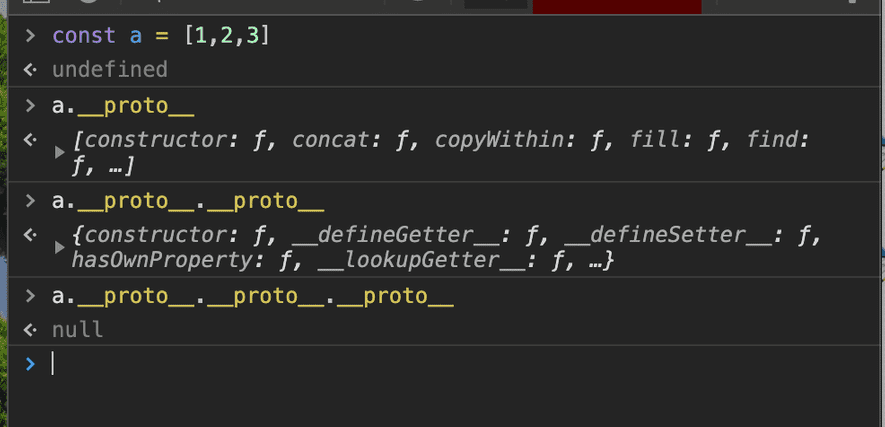 > const a = [1,2,3]
undefined
> a.__proto__
[constructor: ƒ, concat: ƒ, copyWithin: ƒ, fill: ƒ, find:
ƒ, …]
> a.__proto__.__proto__
{constructor: ƒ, __defineGetter__: ƒ, __defineSetter__: ƒ,
hasOwnProperty: ƒ, __lookupGetter__: ƒ, …}
> a.__proto__.__proto__.__proto__
null
>